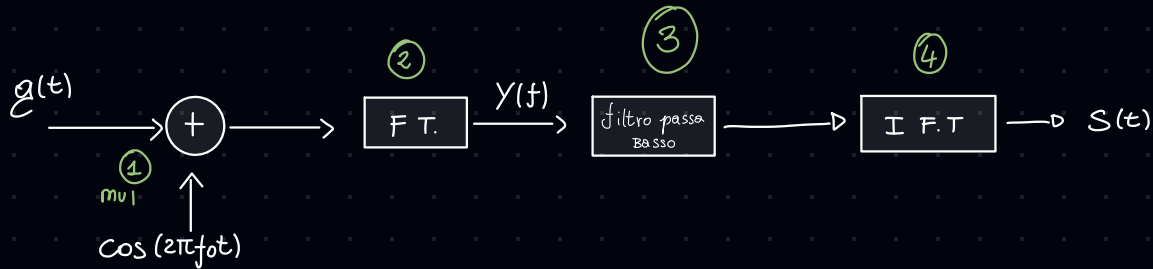 g(t)
1
mul
+
cos(2πf₀t)
2
F T.
Y(f)
3
filtro passa
BASSO
4
I F.T
S(t)